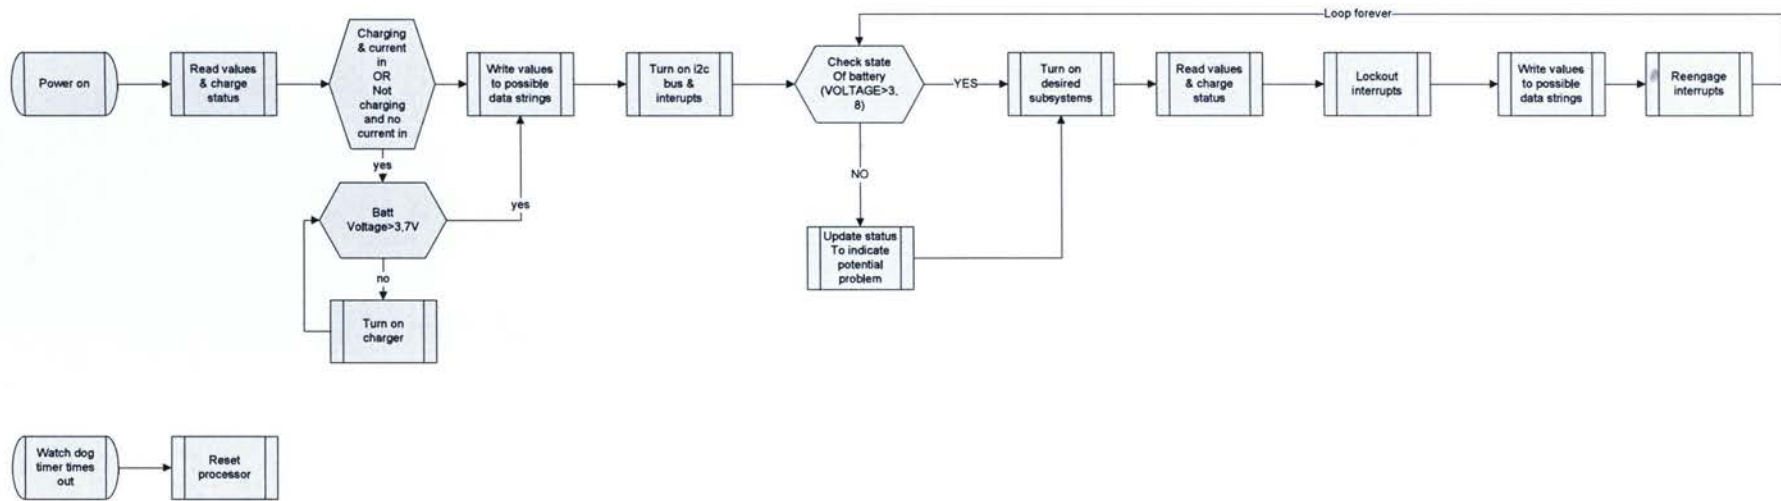 Loop forever
Power on
Read values
& charge
status
Charging
& current
in
OR
Not
charging
and no
current in
Write values
to possible
data strings
Turn on i2c
bus &
interupts
Check state
Of battery
(VOLTAGE>3,
8)
YES
Turn on
desired
subsystems
Read values
& charge
status
Lockout
interrupts
Write values
to possible
data strings
Reengage
interrupts
yes
NO
Batt
Voltage>3,7V
yes
Update status
To indicate
potential
problem
no
Turn on
charger
Watch dog
timer times
out
Reset
processor